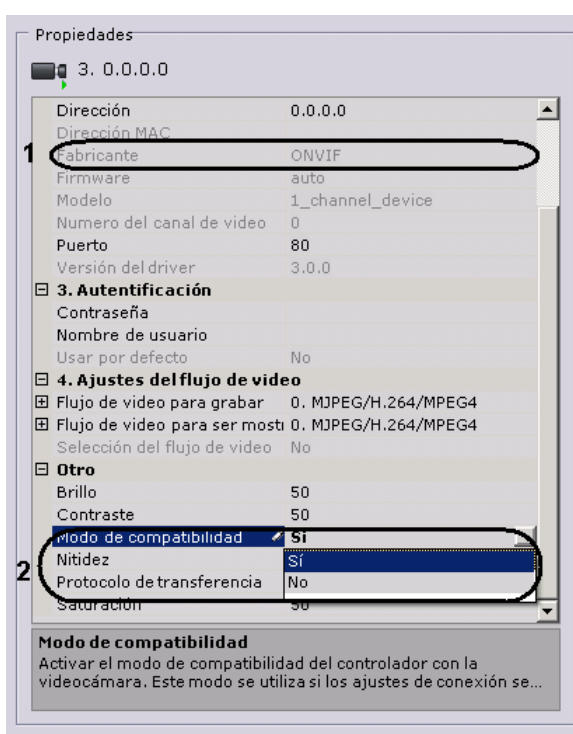 Propiedades
3. 0.0.0.0
Dirección 0.0.0.0
Dirección MAC
1 Fabricante ONVIF
Firmware auto
Modelo 1_channel_device
Numero del canal de video 0
Puerto 80
Versión del driver 3.0.0
3. Autentificación
Contraseña
Nombre de usuario
Usar por defecto No
4. Ajustes del flujo de video
Flujo de video para grabar 0. MJPEG/H.264/MPEG4
Flujo de video para ser mostr 0. MJPEG/H.264/MPEG4
Selección del flujo de video No
Otro
Brillo 50
Contraste 50
Modo de compatibilidad Sí
Nitidez Sí
2 Protocolo de transferencia No
Saturación 50
Modo de compatibilidad
Activar el modo de compatibilidad del controlador con la
videocámara. Este modo se utiliza si los ajustes de conexión se...